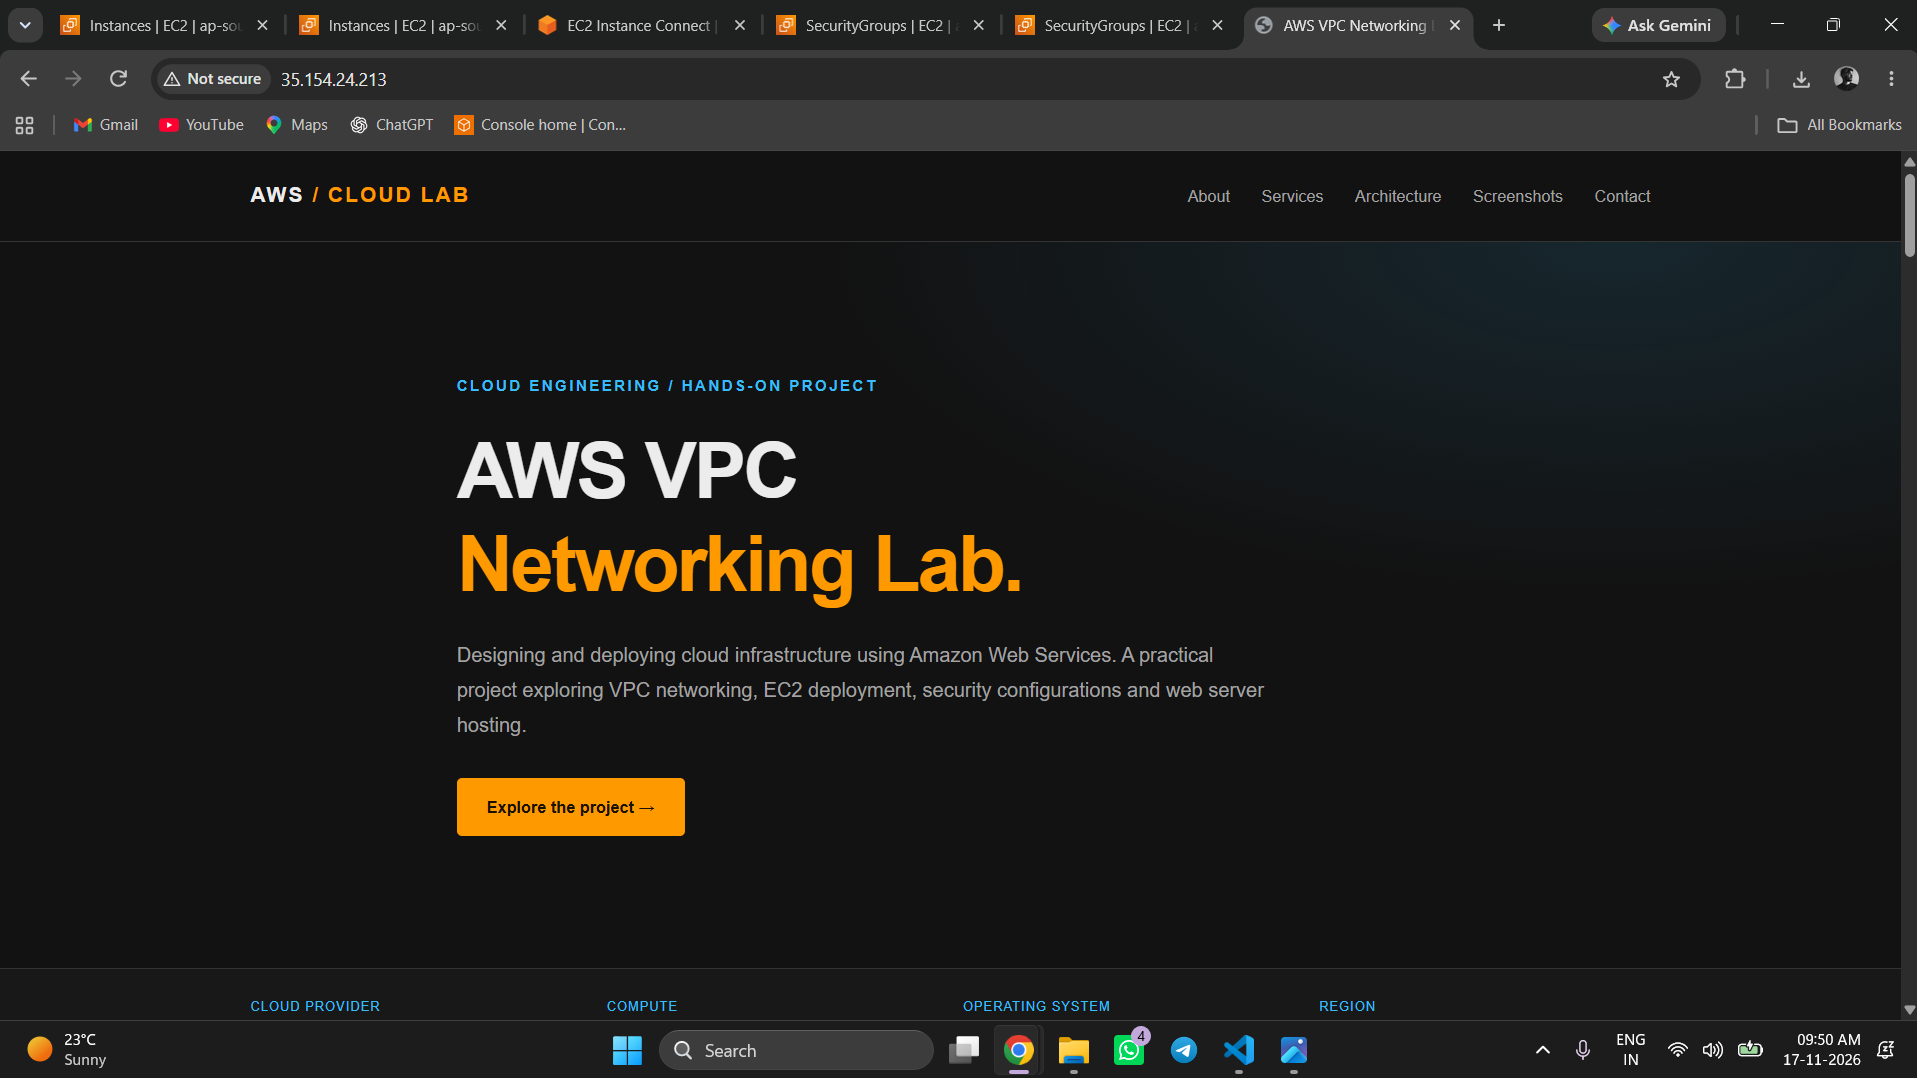 Instances | EC2 | ap-sou
Instances | EC2 | ap-sou
EC2 Instance Connect |
SecurityGroups | EC2 |
SecurityGroups | EC2 |
AWS VPC Networking
Ask Gemini
Not secure
35.154.24.213
Gmail
YouTube
Maps
ChatGPT
Console home | Con...
All Bookmarks
AWS / CLOUD LAB
About
Services
Architecture
Screenshots
Contact
CLOUD ENGINEERING / HANDS-ON PROJECT
AWS VPC
Networking Lab.
Designing and deploying cloud infrastructure using Amazon Web Services. A practical
project exploring VPC networking, EC2 deployment, security configurations and web server
hosting.
Explore the project →
CLOUD PROVIDER
COMPUTE
OPERATING SYSTEM
REGION
23°C
Sunny
Search
4
ENG
IN
09:50 AM
17-11-2026